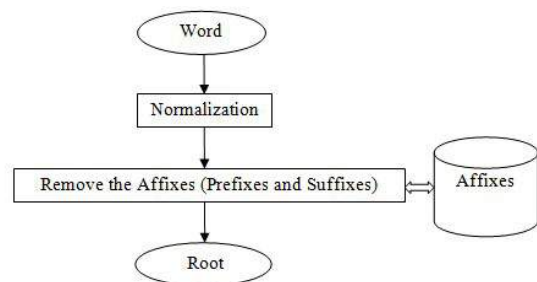 Word
Normalization
Remove the Affixes (Prefixes and Suffixes)
Affixes
Root